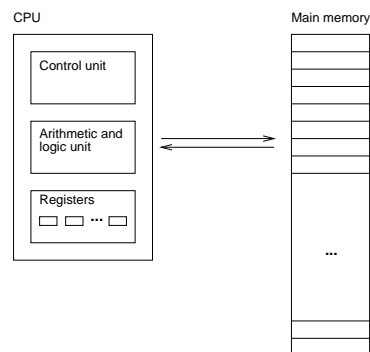 CPU
Main memory
Control unit
Arithmetic and
logic unit
Registers
...
...